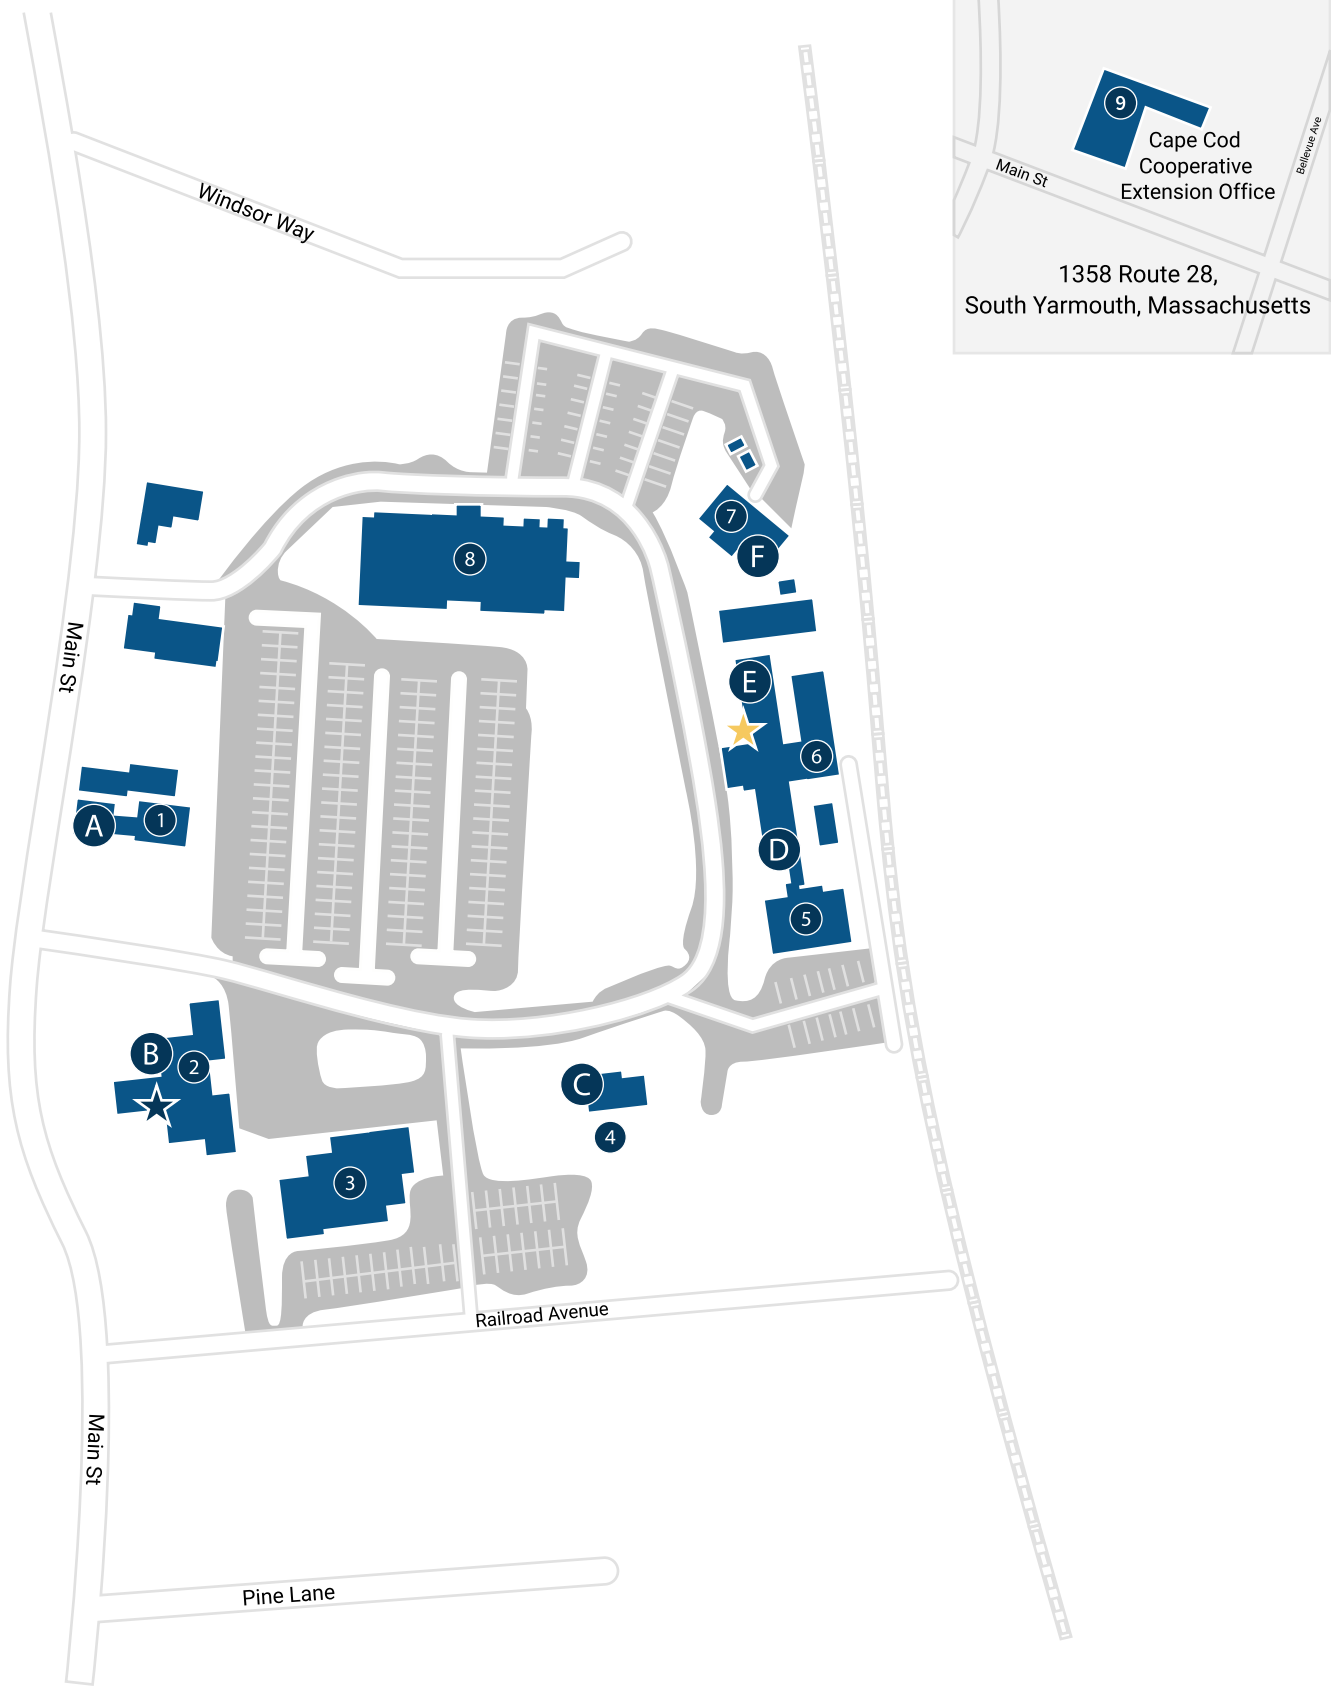 9
Cape Cod
Cooperative
Extension Office
Main St
Bellevue Ave
1358 Route 28,
South Yarmouth, Massachusetts
Windsor Way
7
F
8
Main St
E
6
A
1
D
5
B
2
C
4
3
Railroad Avenue
Main St
Pine Lane